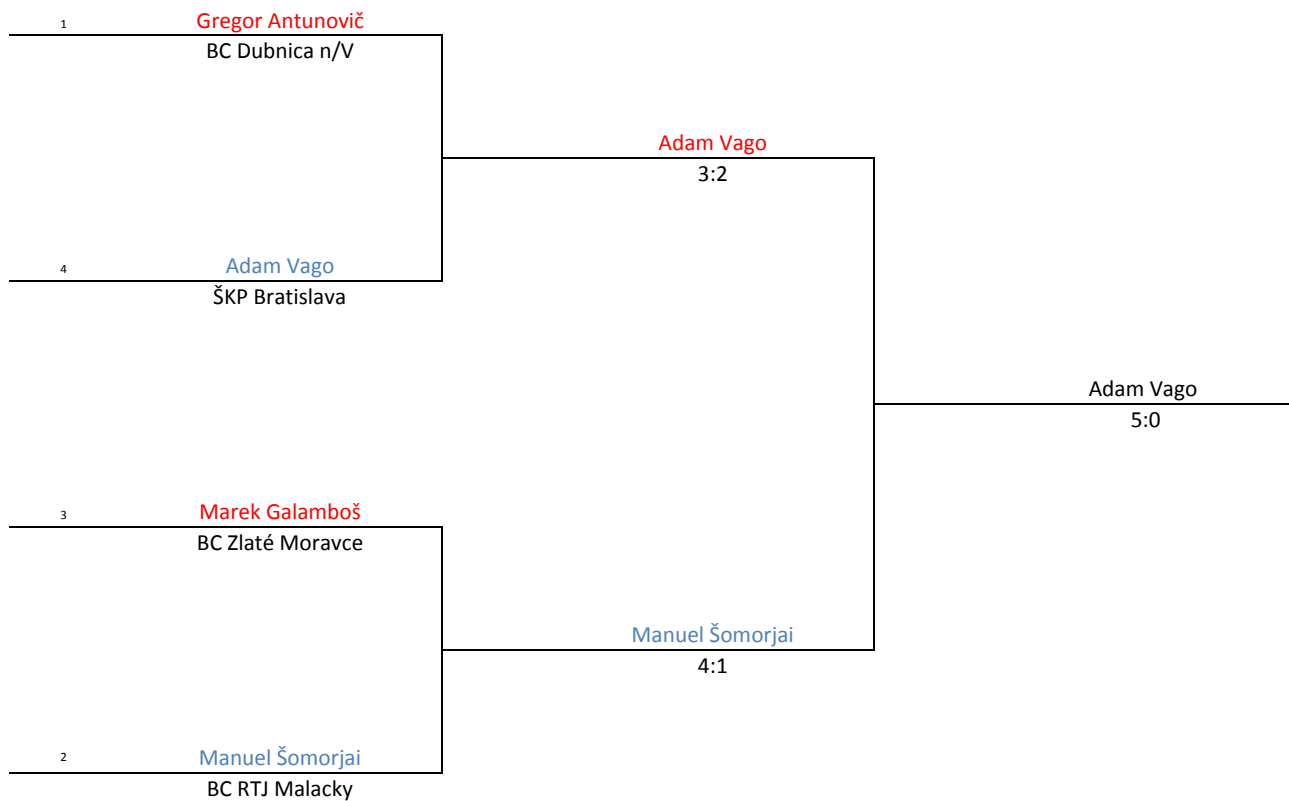 1 Gregor Antunovič
BC Dubnica n/V
Adam Vago
3:2
4 Adam Vago
ŠKP Bratislava
Adam Vago
5:0
3 Marek Galamboš
BC Zlaté Moravce
Manuel Šomorjai
4:1
2 Manuel Šomorjai
BC RTJ Malacky